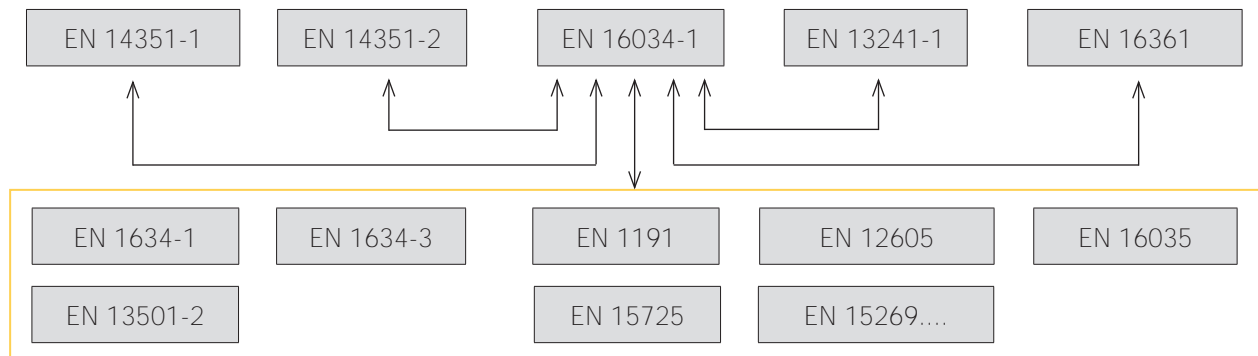 EN 14351-1
EN 14351-2
EN 16034-1
EN 13241-1
EN 16361
EN 1634-1
EN 1634-3
EN 1191
EN 12605
EN 16035
EN 13501-2
EN 15725
EN 15269....